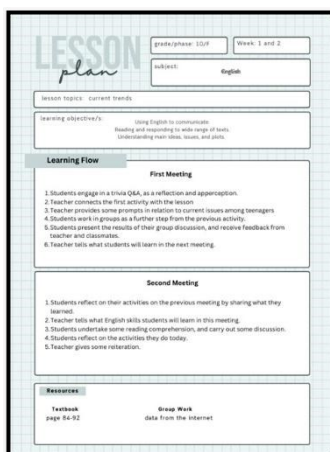 LESSON
plan
grade/phase: 10/F
Week: 1 and 2
subject:
English
lesson topics: current trends
learning objective/s
Using English to communicate.
Reading and responding to wide range of texts.
Understanding main ideas, issues, and plots.
Learning Flow
First Meeting
1.Students engage in a trivia Q&A, as a reflection and apperception.
2.Teacher connects the first activity with the lesson
3.Teacher provides some prompts in relation to current issues among teenagers
4.Students work in groups as a further step from the previous activity.
5.Students present the results of their group discussion, and receive feedback from
teacher and classmates.
6.Teacher tells what students will learn in the next meeting.
Second Meeting
1.Students reflect on their activities on the previous meeting by sharing what they
learned.
2.Teacher tells what English skills students will learn in this meeting.
3.Students undertake some reading comprehension, and carry out some discussion.
4.Students reflect on the activities they do today.
5.Teacher gives some reiteration.
Resources
Textbook
page 84-92
Group Work
data from the internet